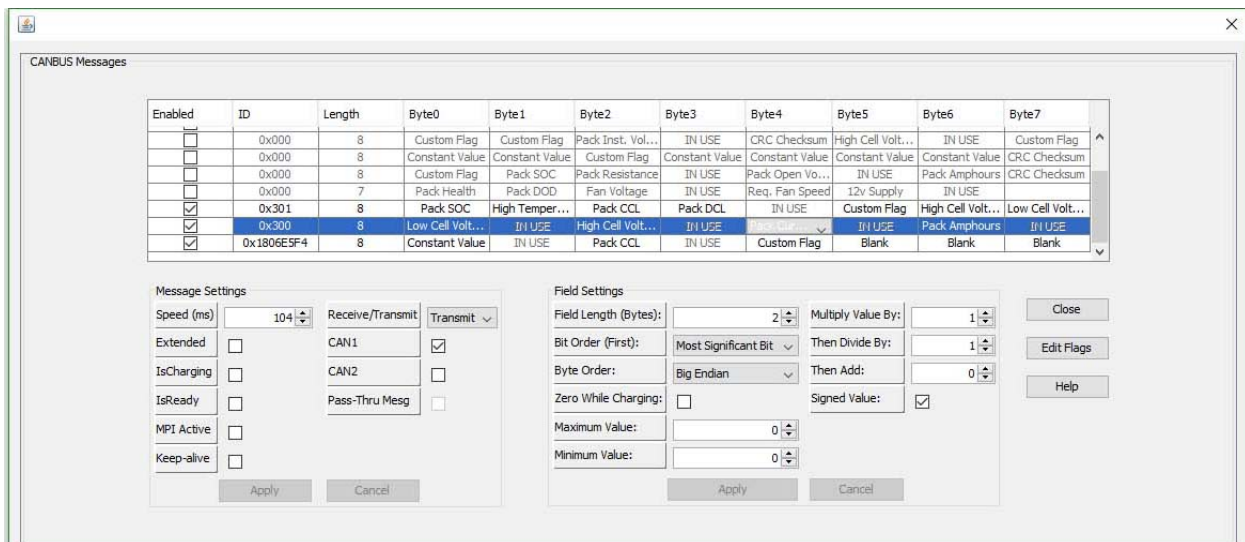 CANBUS Messages
Enabled ID Length Byte0 Byte1 Byte2 Byte3 Byte4 Byte5 Byte6 Byte7
0x000 8 Custom Flag Custom Flag Pack Inst. Vol... IN USE CRC Checksum High Cell Volt... IN USE Custom Flag
0x000 8 Constant Value Constant Value Custom Flag Constant Value Constant Value Constant Value Constant Value CRC Checksum
0x000 8 Custom Flag Pack SOC Pack Resistance IN USE Pack Open Vo... IN USE Pack Amphours CRC Checksum
0x000 7 Pack Health Pack DOD Fan Voltage IN USE Req. Fan Speed 12v Supply IN USE
0x301 8 Pack SOC High Temper... Pack CCL Pack DCL IN USE Custom Flag High Cell Volt... Low Cell Volt...
0x300 8 Low Cell Volt... IN USE High Cell Volt... IN USE Pack Cur... IN USE Pack Amphours IN USE
0x1806E5F4 8 Constant Value IN USE Pack CCL IN USE Custom Flag Blank Blank Blank
Message Settings Field Settings
Speed (ms) 104 Receive/Transmit Transmit Field Length (Bytes): 2 Multiply Value By: 1 Close
Extended CAN1 Bit Order (First): Most Significant Bit Then Divide By: 1 Edit Flags
IsCharging CAN2 Byte Order: Big Endian Then Add: 0 Help
IsReady Pass-Thru Mesg Zero While Charging: Signed Value:
MPI Active Maximum Value: 0
Keep-alive Minimum Value: 0
Apply Cancel Apply Cancel